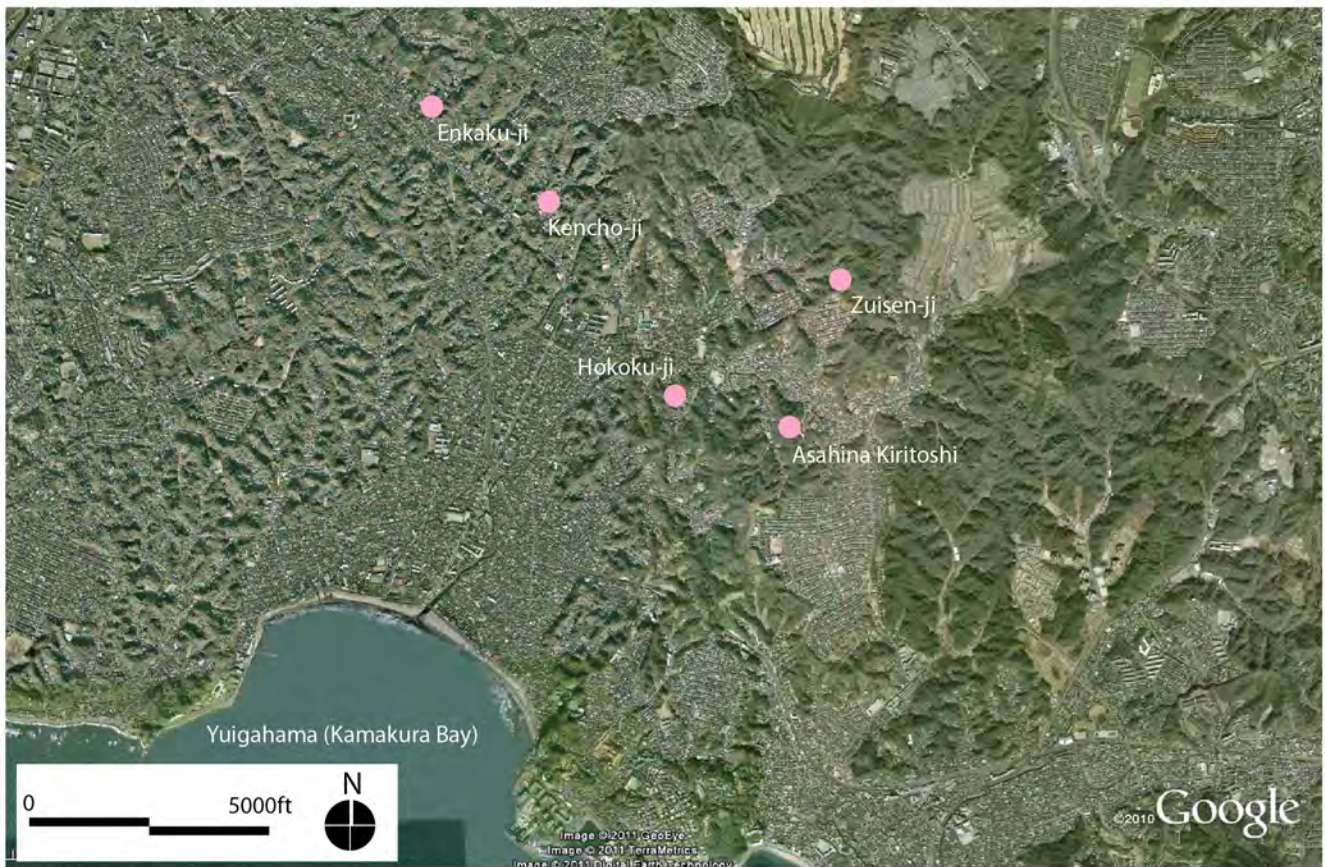 Enkaku-ji
Kencho-ji
Zuisen-ji
Hokoku-ji
Asahina Kiritoshi
Yuigahama (Kamakura Bay)
0 5000ft N
©2010 Google
Image © 2011 GeoEye
Image © 2011 TerraMetrics
Image © 2011 Digital Earth Technology